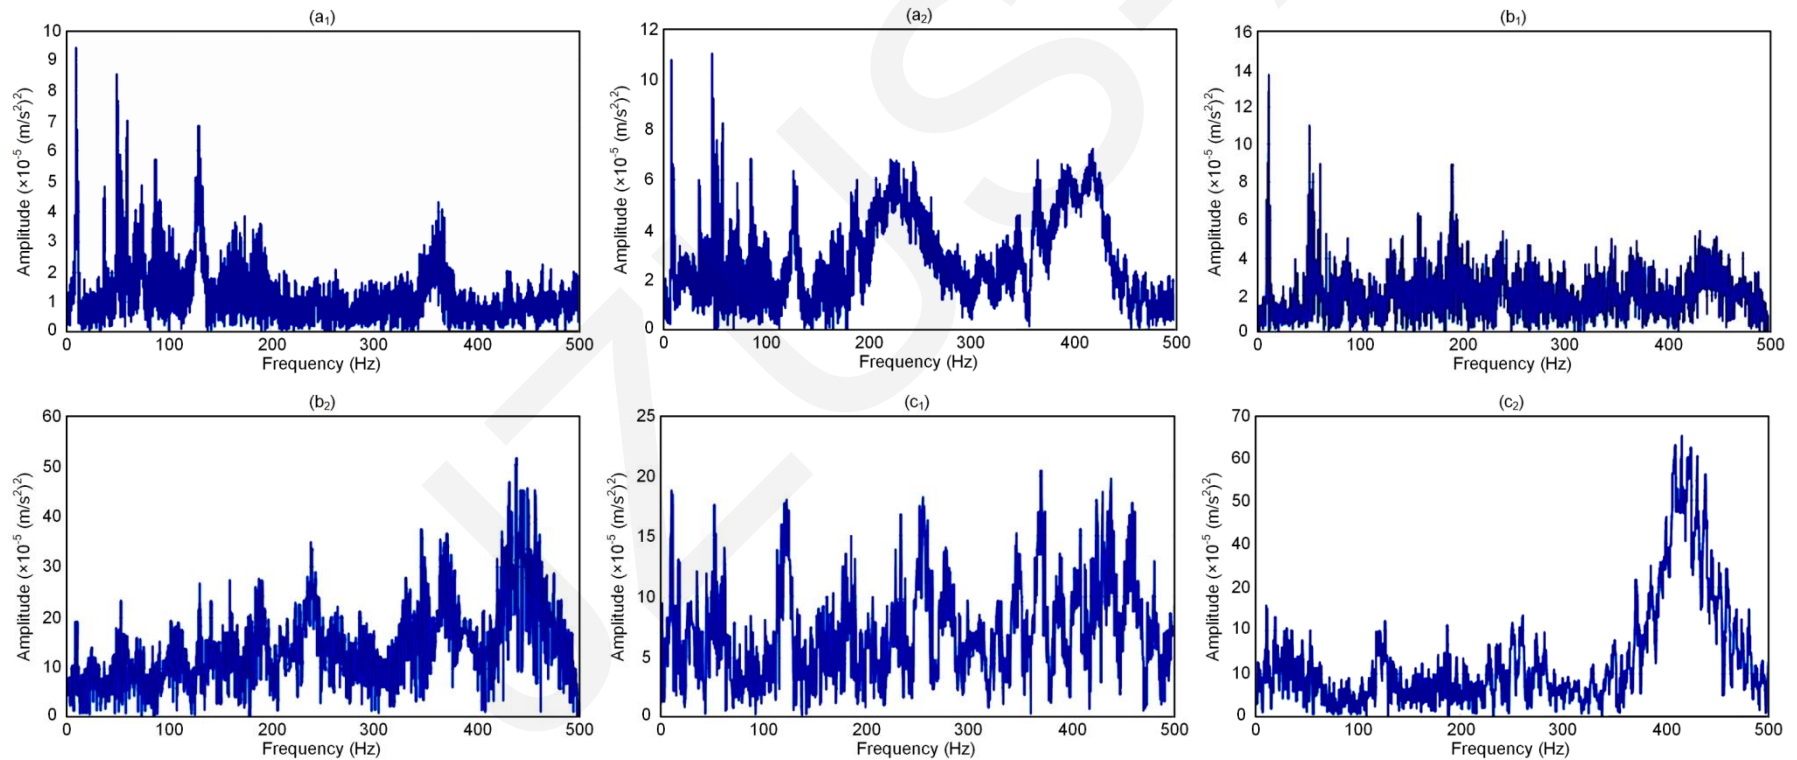 (a₁)
Amplitude (×10⁻⁵ (m/s²)²)
10
9
8
7
6
5
4
3
2
1
0
0 100 200 300 400 500
Frequency (Hz)
(a₂)
Amplitude (×10⁻⁵ (m/s²)²)
12
10
8
6
4
2
0
0 100 200 300 400 500
Frequency (Hz)
(b₁)
Amplitude (×10⁻⁵ (m/s²)²)
16
14
12
10
8
6
4
2
0
0 100 200 300 400 500
Frequency (Hz)
(b₂)
Amplitude (×10⁻⁵ (m/s²)²)
60
50
40
30
20
10
0
0 100 200 300 400 500
Frequency (Hz)
(c₁)
Amplitude (×10⁻⁵ (m/s²)²)
25
20
15
10
5
0
0 100 200 300 400 500
Frequency (Hz)
(c₂)
Amplitude (×10⁻⁵ (m/s²)²)
70
60
50
40
20
10
10
0
0 100 200 300 400 500
Frequency (Hz)
JZUS-